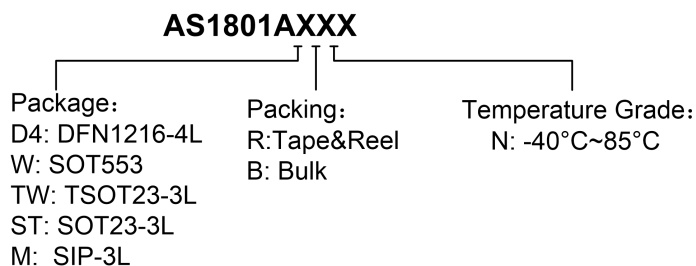 AS1801AXXX
Package：
D4: DFN1216-4L
W: SOT553
TW: TSOT23-3L
ST: SOT23-3L
M: SIP-3L
Packing：
R:Tape&Reel
B: Bulk
Temperature Grade：
N: -40°C~85°C